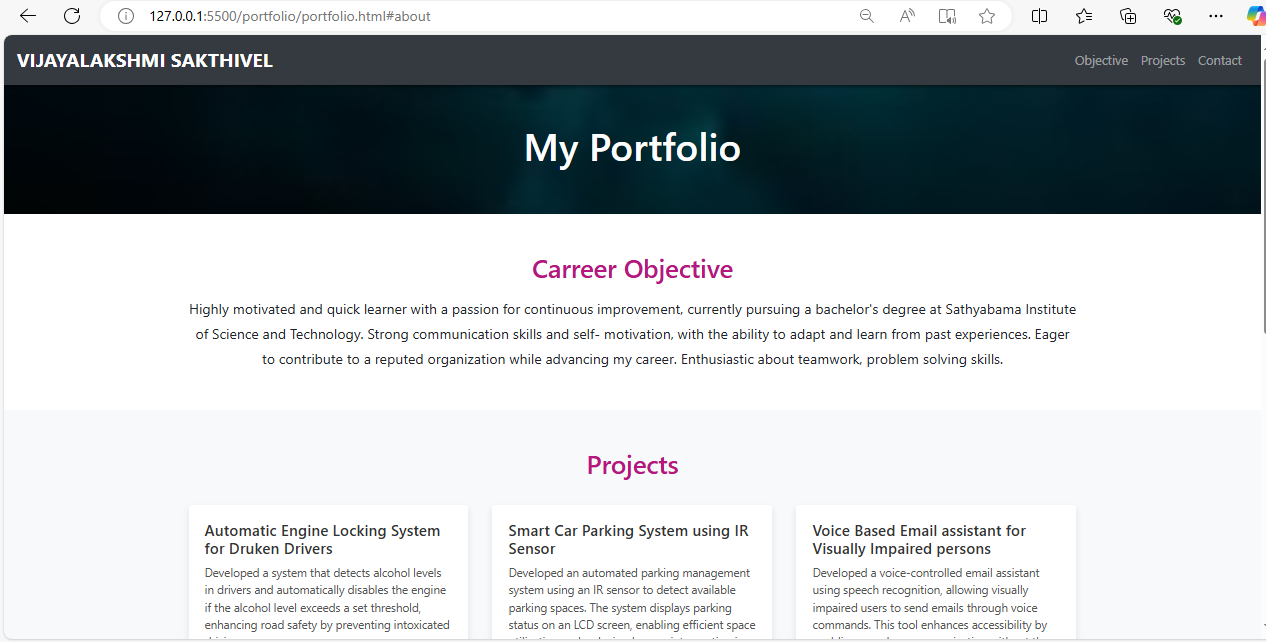 127.0.0.1:5500/portfolio/portfolio.html#about
VIJAYALAKSHMI SAKTHIVEL
Objective Projects Contact
My Portfolio
Carreer Objective
Highly motivated and quick learner with a passion for continuous improvement, currently pursuing a bachelor's degree at Sathyabama Institute
of Science and Technology. Strong communication skills and self- motivation, with the ability to adapt and learn from past experiences. Eager
to contribute to a reputed organization while advancing my career. Enthusiastic about teamwork, problem solving skills.
Projects
Automatic Engine Locking System
for Druken Drivers
Developed a system that detects alcohol levels
in drivers and automatically disables the engine
if the alcohol level exceeds a set threshold,
enhancing road safety by preventing intoxicated
Smart Car Parking System using IR
Sensor
Developed an automated parking management
system using an IR sensor to detect available
parking spaces. The system displays parking
status on an LCD screen, enabling efficient space
Voice Based Email assistant for
Visually Impaired persons
Developed a voice-controlled email assistant
using speech recognition, allowing visually
impaired users to send emails through voice
commands. This tool enhances accessibility by